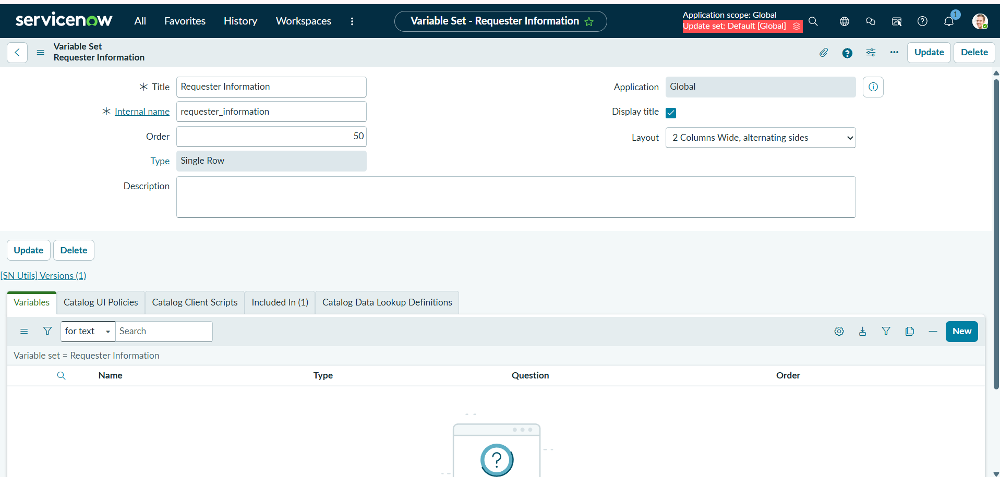 servicenow
All
Favorites
History
Workspaces
Variable Set - Requester Information
Application scope: Global
Update set: Default [Global]
1
Variable Set
Requester Information
Update
Delete
Title
Requester Information
Application
Global
Internal name
requester_information
Display title
Order
50
Layout
2 Columns Wide, alternating sides
Type
Single Row
Description
Update
Delete
[SN Utils] Versions (1)
Variables
Catalog UI Policies
Catalog Client Scripts
Included In (1)
Catalog Data Lookup Definitions
for text
Search
New
Variable set = Requester Information
Name
Type
Question
Order
?